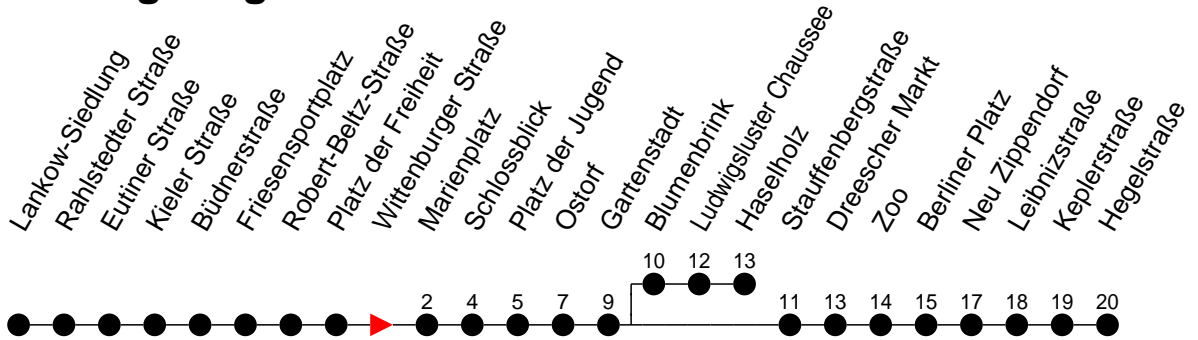 Lankow-Siedlung
Rahlstedter Straße
Eutiner Straße
Kieler Straße
Büdnerstraße
Friesensportplatz
Robert-Beltz-Straße
Platz der Freiheit
Wittenburger Straße
Marienplatz
Schlossblick
Platz der Jugend
Ostorf
Gartenstadt
Blumenbrink
Ludwigsluster Chaussee
Haselholz
Stauffenbergstraße
Dreescher Markt
Zoo
Berliner Platz
Neu Zippendorf
Leibnizstraße
Keplerstraße
Hegelstraße
10 12 13
2 4 5 7 9 11 13 14 15 17 18 19 20